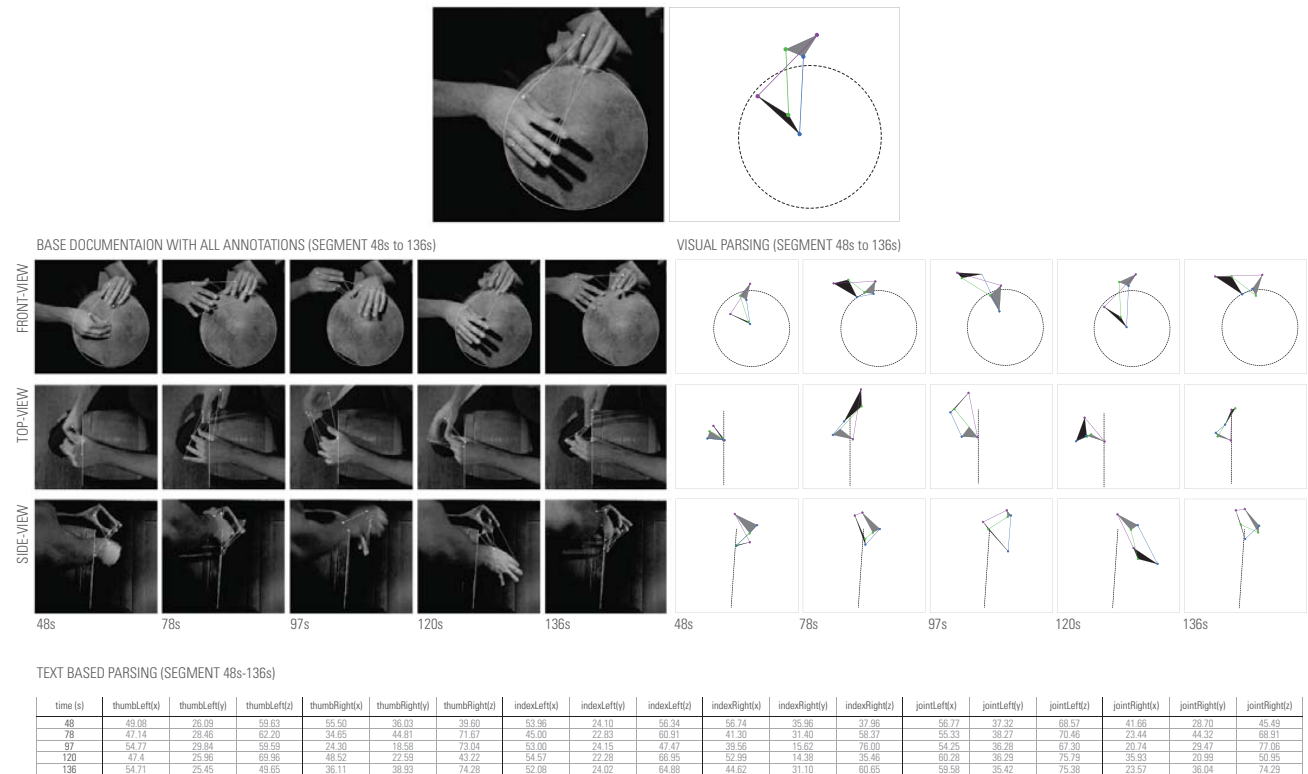 BASE DOCUMENTAION WITH ALL ANNOTATIONS (SEGMENT 48s to 136s)
VISUAL PARSING (SEGMENT 48s to 136s)
FRONT-VIEW
TOP-VIEW
SIDE-VIEW
48s 78s 97s 120s 136s
48s 78s 97s 120s 136s
TEXT BASED PARSING (SEGMENT 48s-136s)
time (s) thumbLeft(x) thumbLeft(y) thumbLeft(z) thumbRight(x) thumbRight(y) thumbRight(z) indexLeft(x) indexLeft(y) indexLeft(z) indexRight(x) indexRight(y) indexRight(z) jointLeft(x) jointLeft(y) jointLeft(z) jointRight(x) jointRight(y) jointRight(z)
48 49.08 26.09 59.63 55.50 36.03 39.60 53.96 24.10 56.34 56.74 35.96 37.96 56.77 37.32 68.57 41.66 28.70 45.49
78 47.14 28.46 62.20 34.65 44.81 71.67 45.00 22.83 60.91 41.30 31.40 58.37 55.33 38.27 70.46 23.44 44.32 68.91
97 54.77 29.84 59.59 24.30 18.58 73.04 53.00 24.15 47.47 39.56 15.62 76.00 54.25 36.28 67.30 20.74 29.47 77.06
120 47.4 25.96 69.96 48.52 22.59 43.22 54.57 22.28 66.95 52.99 14.38 35.46 60.28 36.29 75.79 35.93 20.99 50.95
136 54.71 25.45 49.65 36.11 38.93 74.28 52.08 24.02 64.88 44.62 31.10 60.65 59.58 35.42 75.38 23.57 36.04 74.29